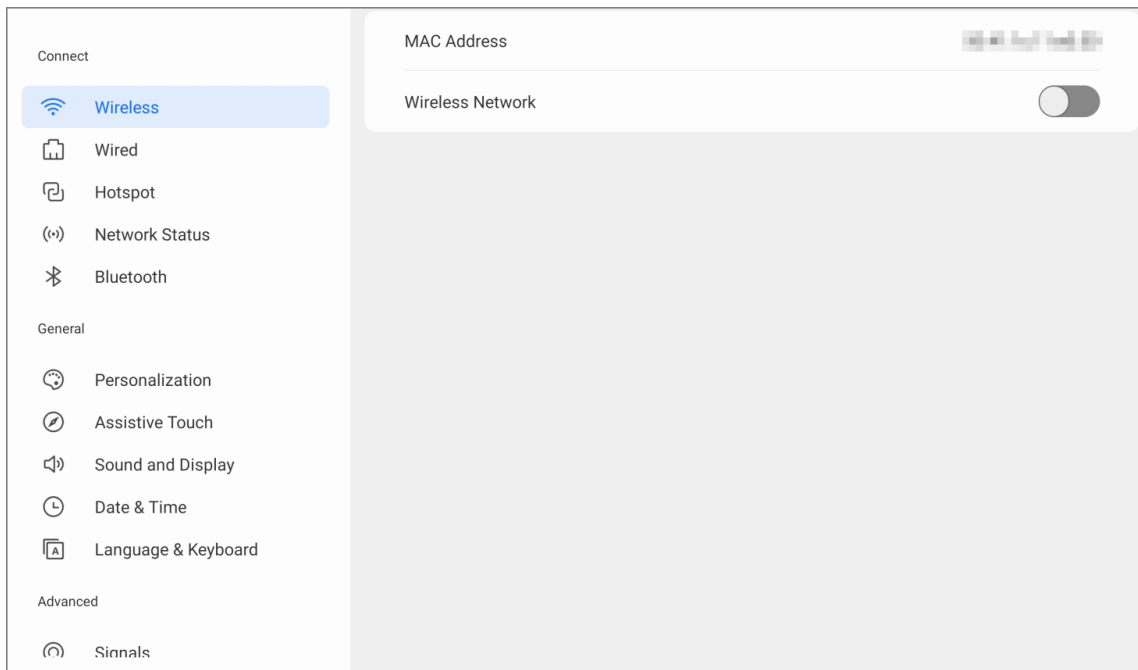 Connect
Wireless
Wired
Hotspot
Network Status
Bluetooth
General
Personalization
Assistive Touch
Sound and Display
Date & Time
Language & Keyboard
Advanced
Signals
MAC Address
Wireless Network